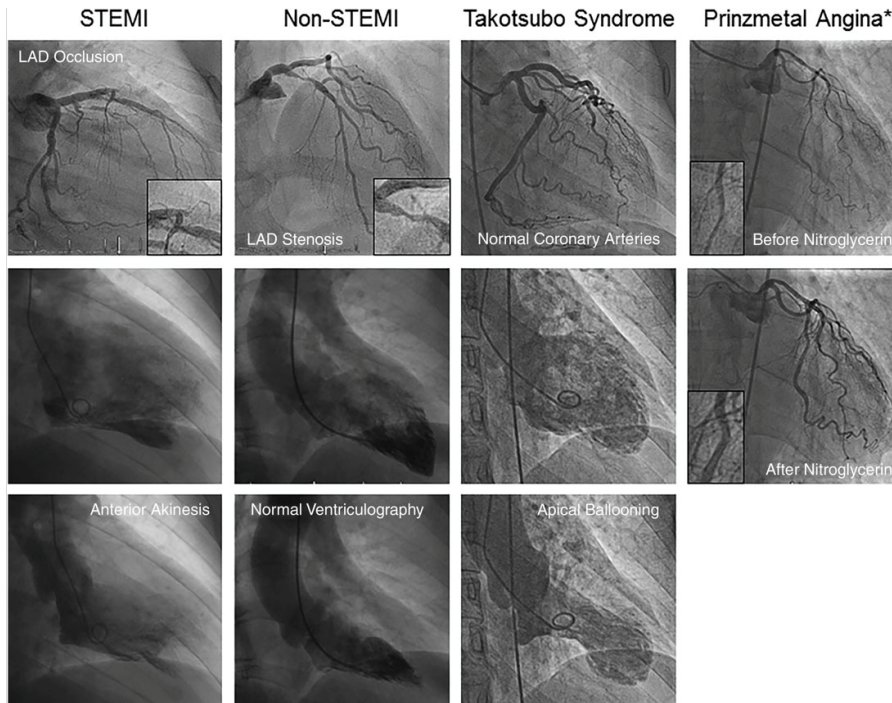 STEMI
Non-STEMI
Takotsubo Syndrome
Prinzmetal Angina*
LAD Occlusion
LAD Stenosis
Normal Coronary Arteries
Before Nitroglycerin
After Nitroglycerin
Anterior Akinesis
Normal Ventriculography
Apical Ballooning